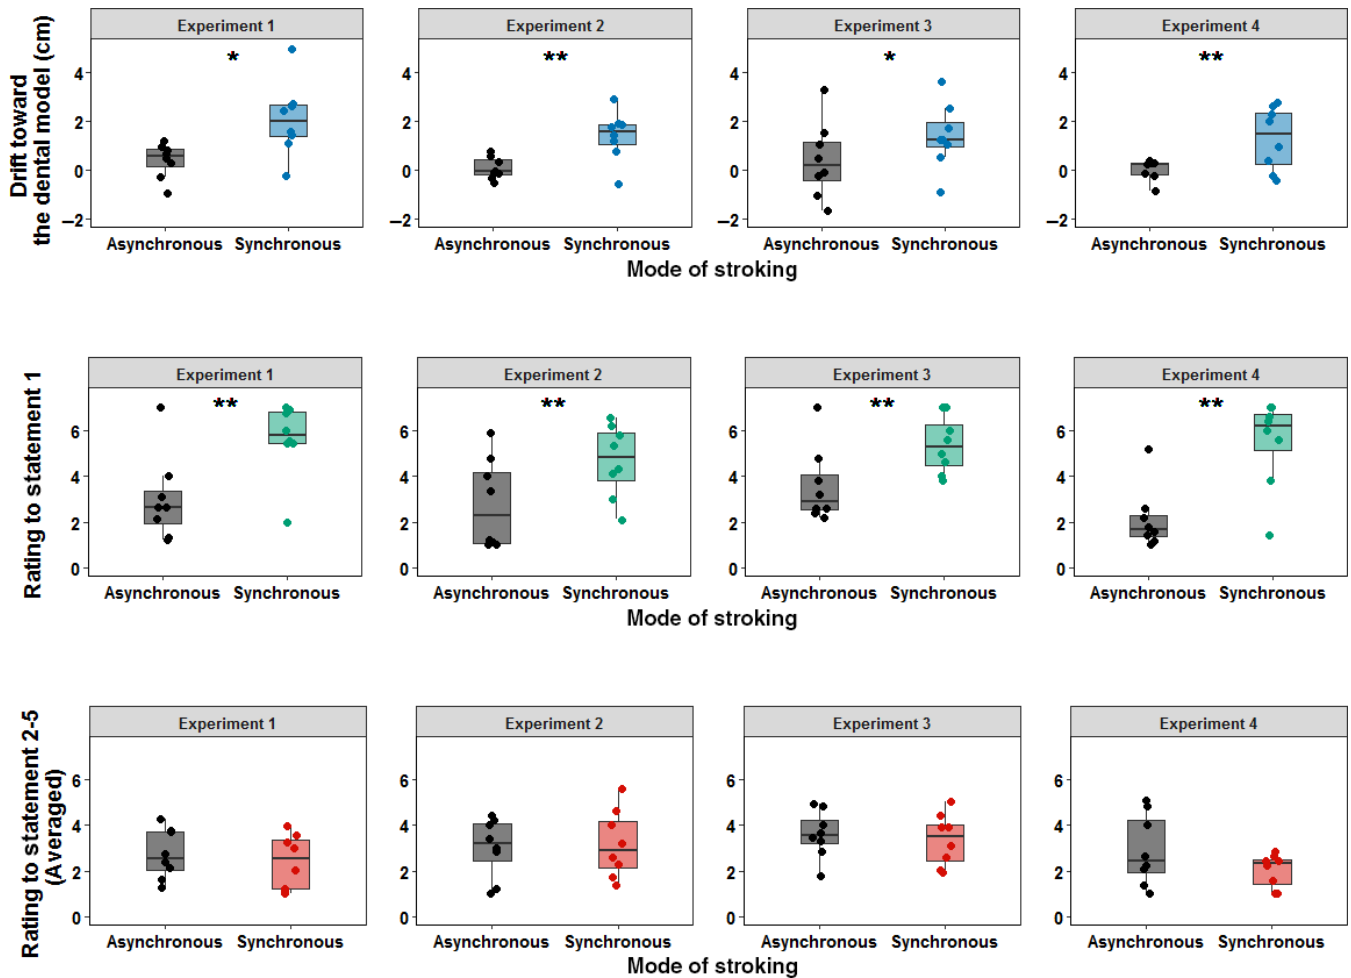 Experiment 1 Experiment 2 Experiment 3 Experiment 4
Drift toward
the dental model (cm)
* ** * **
4 4 4 4
2 2 2 2
0 0 0 0
−2 −2 −2 −2
Asynchronous Synchronous Asynchronous Synchronous Asynchronous Synchronous Asynchronous Synchronous
Mode of stroking
Experiment 1 Experiment 2 Experiment 3 Experiment 4
Rating to statement 1
** ** ** **
6 6 6 6
4 4 4 4
2 2 2 2
0 0 0 0
Asynchronous Synchronous Asynchronous Synchronous Asynchronous Synchronous Asynchronous Synchronous
Mode of stroking
Experiment 1 Experiment 2 Experiment 3 Experiment 4
Rating to statement 2-5
(Averaged)
6 6 6 6
4 4 4 4
2 2 2 2
0 0 0 0
Asynchronous Synchronous Asynchronous Synchronous Asynchronous Synchronous Asynchronous Synchronous
Mode of stroking